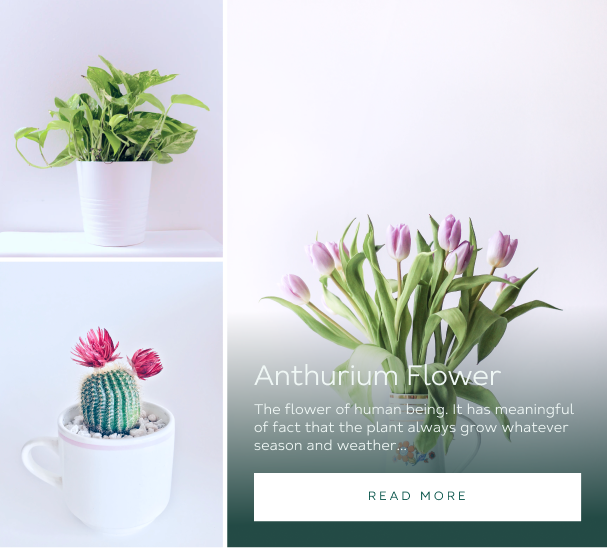 Anthurium Flower
The flower of human being. It has meaningful
of fact that the plant always grow whatever
season and weather...
READ MORE